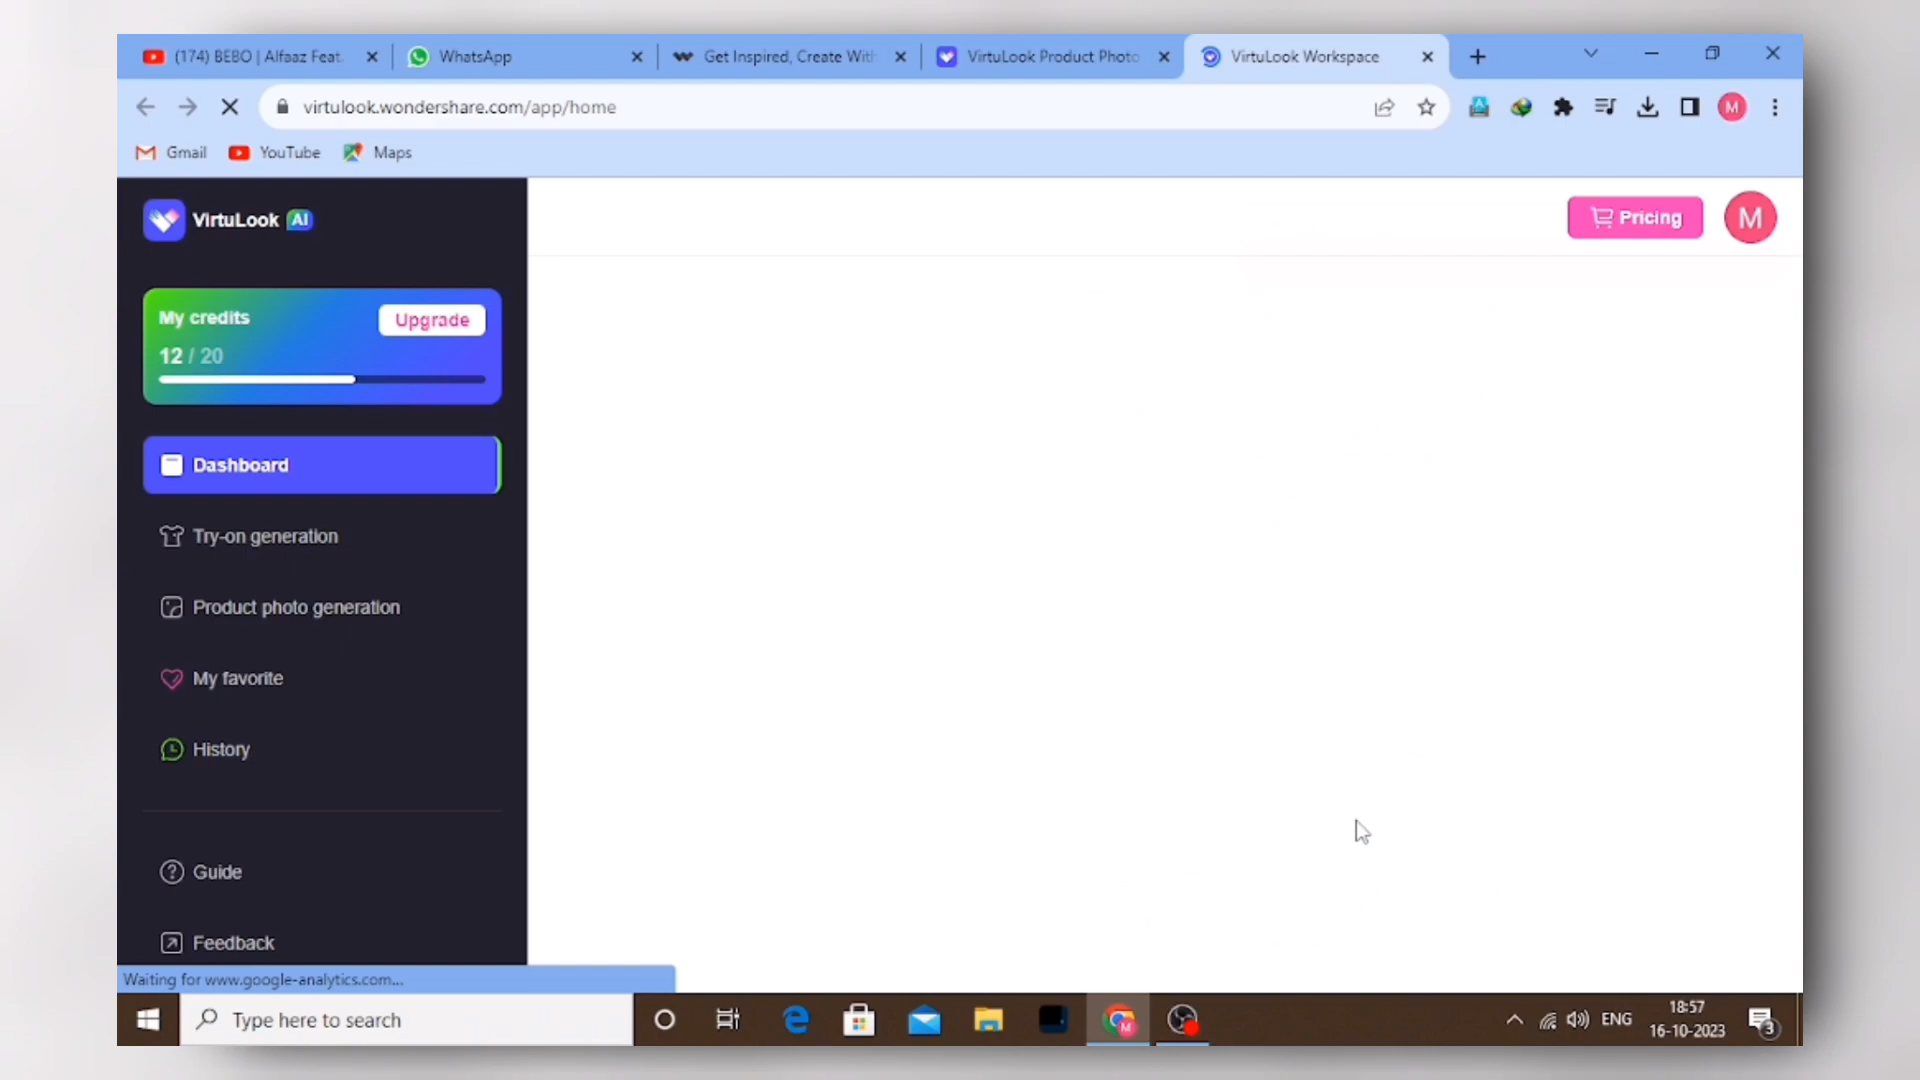 (174) BEBO | Alfaaz Feat.
WhatsApp
Get Inspired, Create With
VirtuLook Product Photo
VirtuLook Workspace
virtulook.wondershare.com/app/home
M
Gmail
YouTube
Maps
VirtuLook AI
Pricing
M
My credits
Upgrade
12 / 20
Dashboard
Try-on generation
Product photo generation
My favorite
History
Guide
Feedback
Waiting for www.google-analytics.com...
Type here to search
M
ENG
18:57
16-10-2023
3